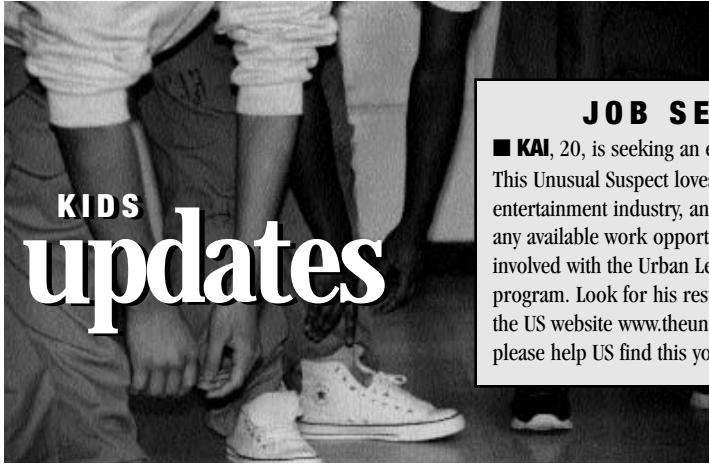 KIDS
updates
JOB SE
■ KAI, 20, is seeking an e
This Unusual Suspect loves
entertainment industry, an
any available work opport
involved with the Urban Le
program. Look for his res
the US website www.theun
please help US find this yo